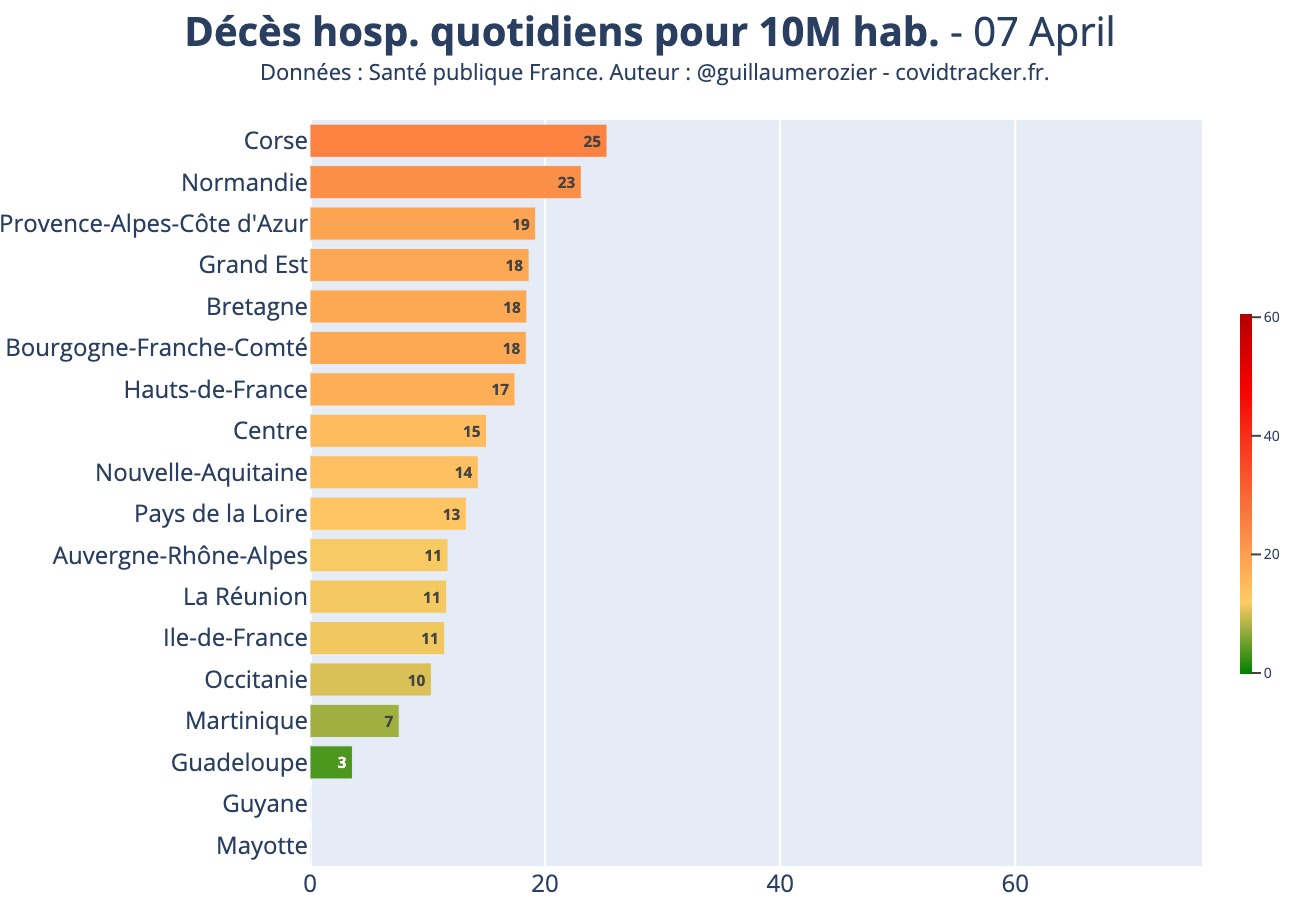 Décès hosp. quotidiens pour 10M hab. - 07 April
Données : Santé publique France. Auteur : @guillaumerozier - covidtracker.fr.
Corse 25
Normandie 23
Provence-Alpes-Côte d'Azur 19
Grand Est 18
Bretagne 18
Bourgogne-Franche-Comté 18
Hauts-de-France 17
Centre 15
Nouvelle-Aquitaine 14
Pays de la Loire 13
Auvergne-Rhône-Alpes 11
La Réunion 11
Ile-de-France 11
Occitanie 10
Martinique 7
Guadeloupe 3
Guyane
Mayotte
0 20 40 60
60
40
20
0